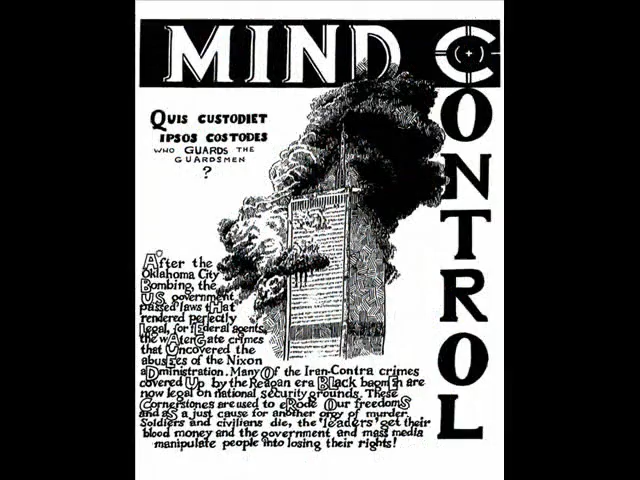 MIND CONTROL
QUIS CUSTODIET
IPSOS COSTODES
WHO GUARDS THE
GUARDSMEN
?
After the
Oklahoma City
Bombing, the
US government
passed laws tHat
rendered perfectly
legal, for fEderal agents,
the wAterGate crimes
that Uncovered the
abusEs of the Nixon
aDministration. Many Of the Iran-Contra crimes
covered Up by the Reagan era BLack bagmEn are
now legal on national security grounds. These
Cornerstones are used to eRode Our freedomS
and aS a just cause for another orgy of murder.
Soldiers and civilians die, the 'leaders' get their
blood money and the government and mass media
manipulate people into losing their rights!